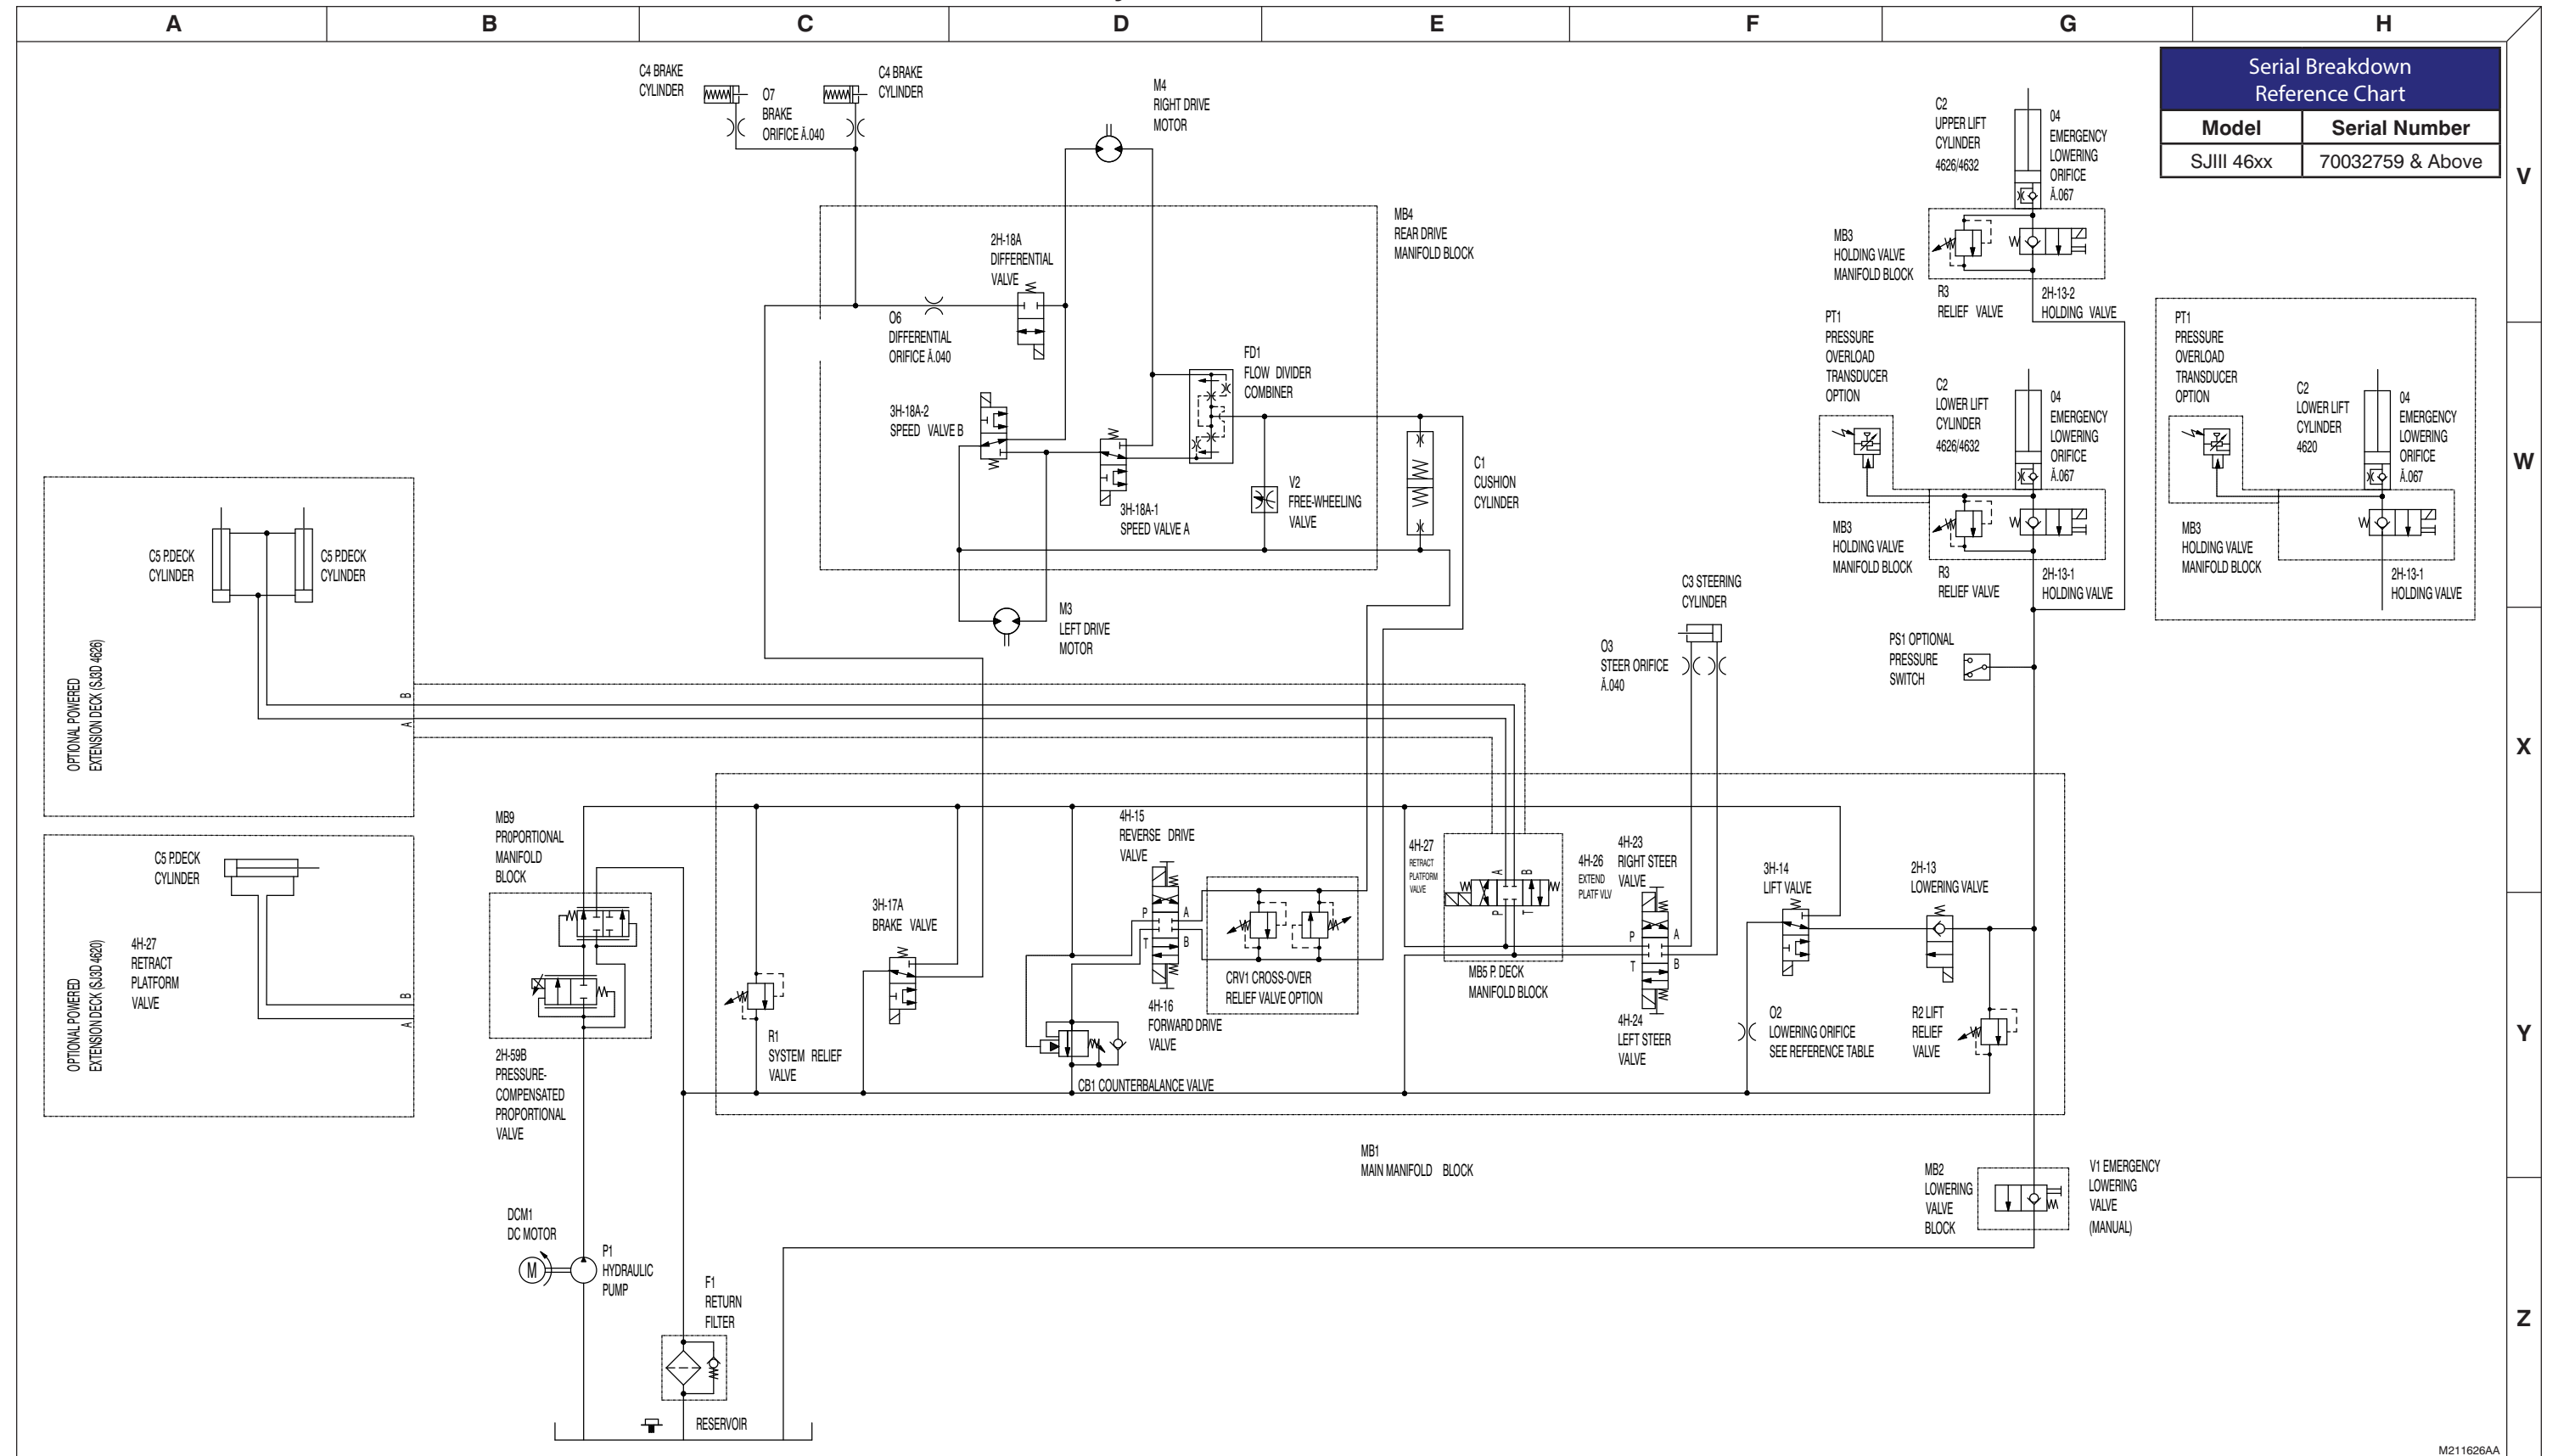 A
B
C
D
E
F
G
H
Serial Breakdown
Reference Chart
Model
Serial Number
SJIII 46xx
70032759 & Above
V
W
X
Y
Z
C4 BRAKE
CYLINDER
O7
BRAKE
ORIFICE Å.040
C4 BRAKE
CYLINDER
M4
RIGHT DRIVE
MOTOR
MB4
REAR DRIVE
MANIFOLD BLOCK
2H-18A
DIFFERENTIAL
VALVE
O6
DIFFERENTIAL
ORIFICE Å.040
3H-18A-2
SPEED VALVE B
3H-18A-1
SPEED VALVE A
FD1
FLOW DIVIDER
COMBINER
V2
FREE-WHEELING
VALVE
C1
CUSHION
CYLINDER
M3
LEFT DRIVE
MOTOR
C2
UPPER LIFT
CYLINDER
4626/4632
04
EMERGENCY
LOWERING
ORIFICE
Å.067
MB3
HOLDING VALVE
MANIFOLD BLOCK
R3
RELIEF VALVE
2H-13-2
HOLDING VALVE
PT1
PRESSURE
OVERLOAD
TRANSDUCER
OPTION
C2
LOWER LIFT
CYLINDER
4626/4632
04
EMERGENCY
LOWERING
ORIFICE
Å.067
MB3
HOLDING VALVE
MANIFOLD BLOCK
R3
RELIEF VALVE
2H-13-1
HOLDING VALVE
PT1
PRESSURE
OVERLOAD
TRANSDUCER
OPTION
C2
LOWER LIFT
CYLINDER
4620
04
EMERGENCY
LOWERING
ORIFICE
Å.067
MB3
HOLDING VALVE
MANIFOLD BLOCK
2H-13-1
HOLDING VALVE
C5 P.DECK
CYLINDER
C5 P.DECK
CYLINDER
OPTIONAL POWERED
EXTENSION DECK (SJ3D 4626)
B
A
C3 STEERING
CYLINDER
O3
STEER ORIFICE
Å.040
PS1 OPTIONAL
PRESSURE
SWITCH
C5 P.DECK
CYLINDER
4H-27
RETRACT
PLATFORM
VALVE
OPTIONAL POWERED
EXTENSION DECK (SJ3D 4620)
B
A
MB9
PROPORTIONAL
MANIFOLD
BLOCK
2H-59B
PRESSURE-
COMPENSATED
PROPORTIONAL
VALVE
R1
SYSTEM RELIEF
VALVE
3H-17A
BRAKE VALVE
4H-15
REVERSE DRIVE
VALVE
P
A
T
B
4H-16
FORWARD DRIVE
VALVE
CB1 COUNTERBALANCE VALVE
CRV1 CROSS-OVER
RELIEF VALVE OPTION
4H-27
RETRACT
PLATFORM
VALVE
A
B
P
T
4H-26
EXTEND
PLATF VLV
MB5 P. DECK
MANIFOLD BLOCK
4H-23
RIGHT STEER
VALVE
P
A
T
B
4H-24
LEFT STEER
VALVE
3H-14
LIFT VALVE
2H-13
LOWERING VALVE
O2
LOWERING ORIFICE
SEE REFERENCE TABLE
R2 LIFT
RELIEF
VALVE
MB1
MAIN MANIFOLD BLOCK
MB2
LOWERING
VALVE
BLOCK
V1 EMERGENCY
LOWERING
VALVE
(MANUAL)
DCM1
DC MOTOR
M
P1
HYDRAULIC
PUMP
F1
RETURN
FILTER
RESERVOIR
M211626AA